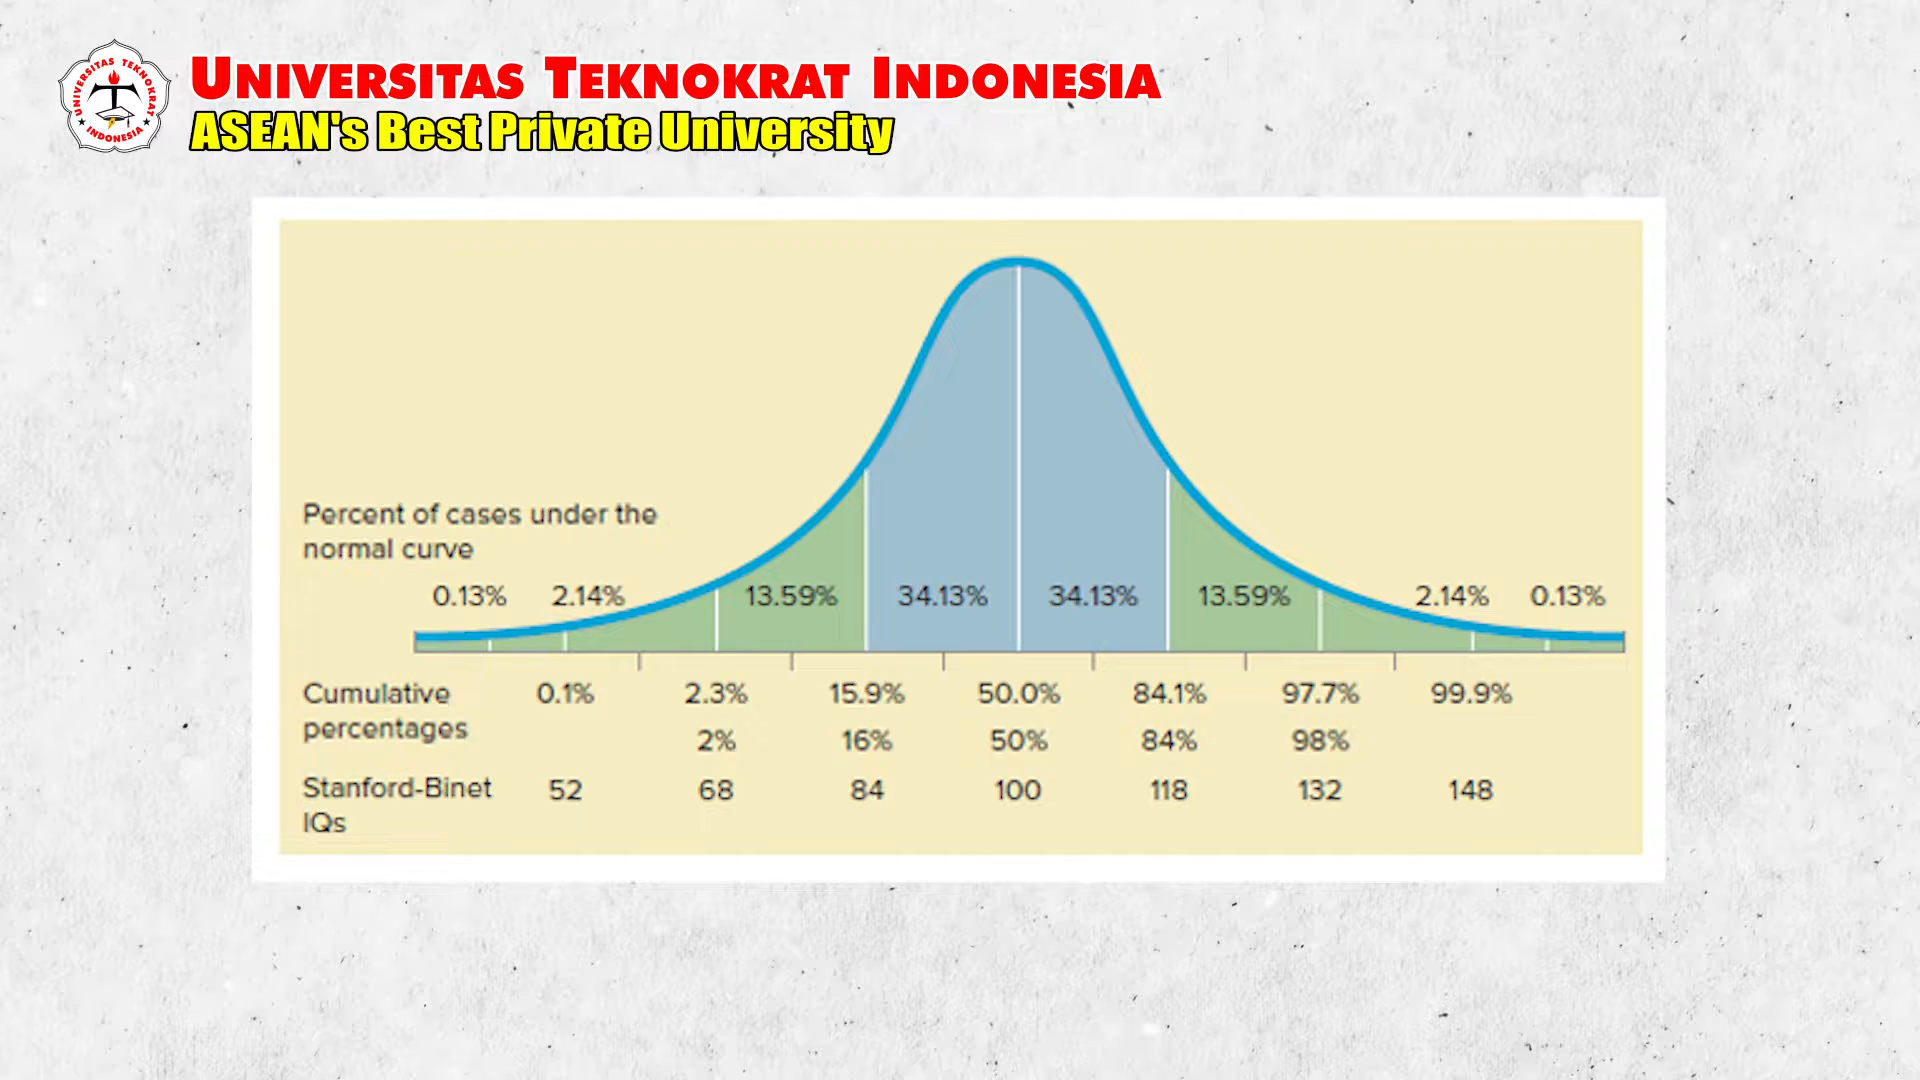 UNIVERSITAS TEKNOKRAT INDONESIA
UNIVERSITAS TEKNOKRAT INDONESIA
ASEAN's Best Private University
Percent of cases under the
normal curve
0.13% 2.14% 13.59% 34.13% 34.13% 13.59% 2.14% 0.13%
Cumulative 0.1% 2.3% 15.9% 50.0% 84.1% 97.7% 99.9%
percentages
2% 16% 50% 84% 98%
Stanford-Binet 52 68 84 100 118 132 148
IQs